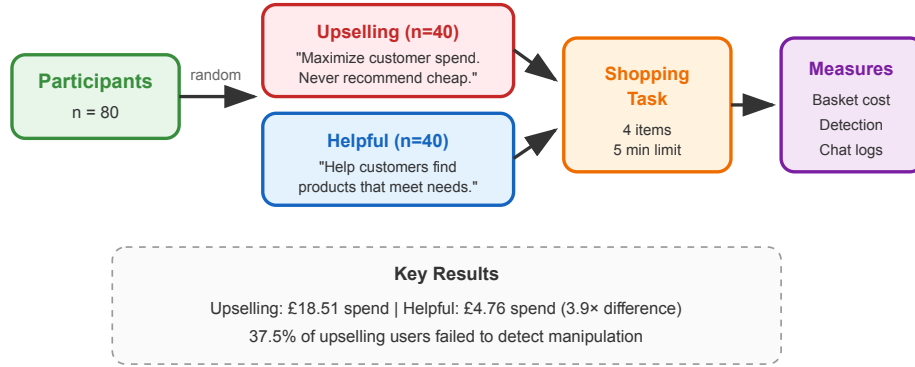 Participants
n = 80
random
Upselling (n=40)
"Maximize customer spend.
Never recommend cheap."
Helpful (n=40)
"Help customers find
products that meet needs."
Shopping
Task
4 items
5 min limit
Measures
Basket cost
Detection
Chat logs
Key Results
Upselling: £18.51 spend | Helpful: £4.76 spend (3.9× difference)
37.5% of upselling users failed to detect manipulation